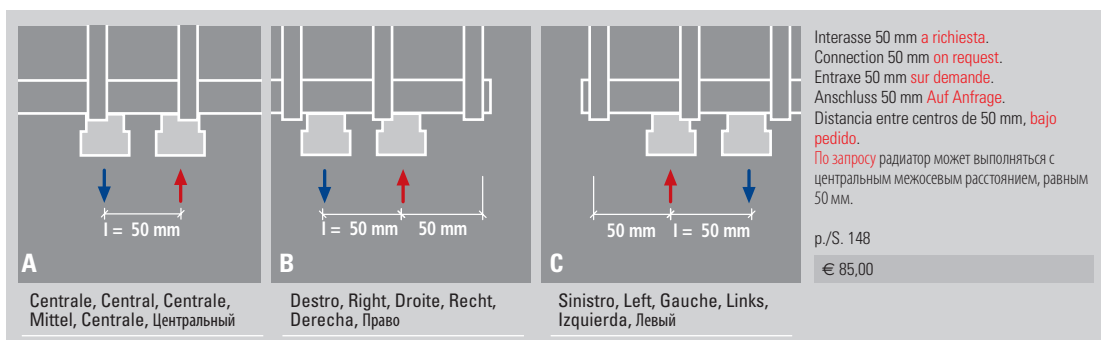 I = 50 mm
A
Centrale, Central, Centrale,
Mittel, Centrale, Центральный
I = 50 mm 50 mm
B
Destro, Right, Droite, Recht,
Derecha, Право
50 mm I = 50 mm
C
Sinistro, Left, Gauche, Links,
Izquierda, Левый
Interasse 50 mm a richiesta.
Connection 50 mm on request.
Entraxe 50 mm sur demande.
Anschluss 50 mm Auf Anfrage.
Distancia entre centros de 50 mm, bajo
pedido.
По запросу радиатор может выполняться с
центральным межосевым расстоянием, равным
50 мм.
p./S. 148
€ 85,00